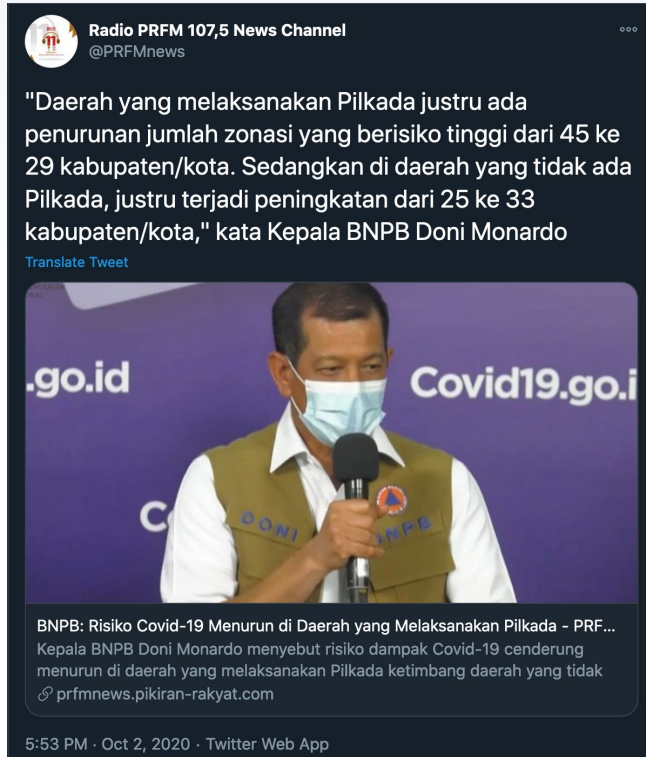 Radio PRFM 107,5 News Channel
@PRFMnews
"Daerah yang melaksanakan Pilkada justru ada
penurunan jumlah zonasi yang berisiko tinggi dari 45 ke
29 kabupaten/kota. Sedangkan di daerah yang tidak ada
Pilkada, justru terjadi peningkatan dari 25 ke 33
kabupaten/kota," kata Kepala BNPB Doni Monardo
Translate Tweet
.go.id
Covid19.go.i
C
DONI
BNPB
BNPB: Risiko Covid-19 Menurun di Daerah yang Melaksanakan Pilkada - PRF...
Kepala BNPB Doni Monardo menyebut risiko dampak Covid-19 cenderung
menurun di daerah yang melaksanakan Pilkada ketimbang daerah yang tidak
prfmnews.pikiran-rakyat.com
5:53 PM · Oct 2, 2020 · Twitter Web App